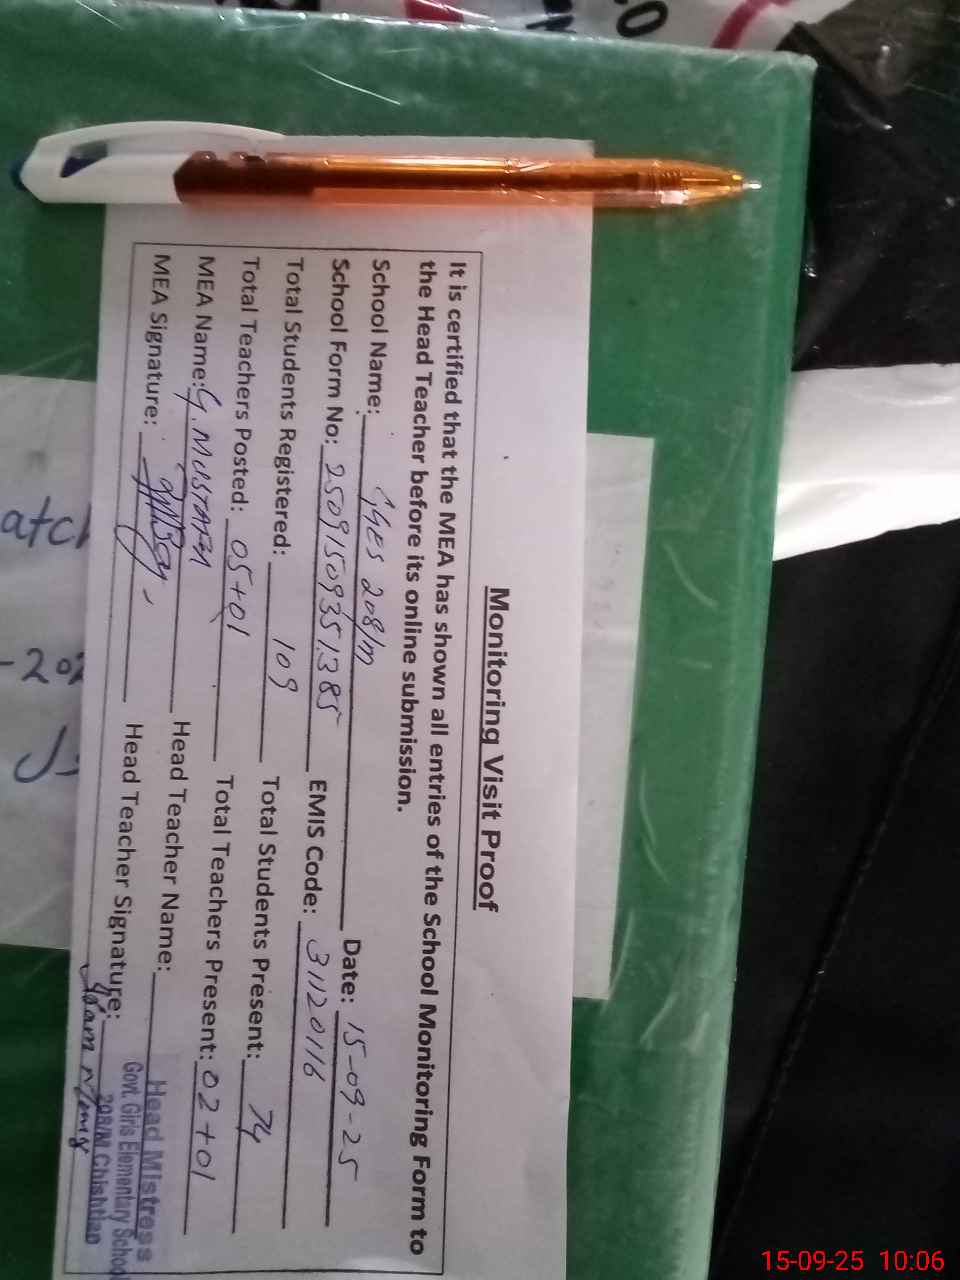 Monitoring Visit Proof
It is certified that the MEA has shown all entries of the School Monitoring Form to
the Head Teacher before its online submission.
School Name: GGES 208/M Date: 15-09-25
School Form No: 25091509351385 EMIS Code: 31120116
Total Students Registered: 109 Total Students Present: 74
Total Teachers Posted: 05+01 Total Teachers Present: 02+01
MEA Name: G. MUSTAFA Head Teacher Name:
MEA Signature: Head Teacher Signature:
Head Mistress
Govt. Girls Elementary School
208/M Chishtian
atch
-202
15-09-25 10:06